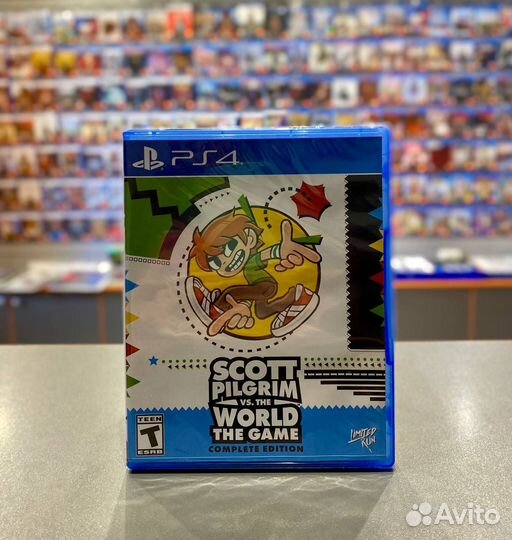 PS4
SCOTT
PILGRIM
VS. THE
WORLD
THE GAME
COMPLETE EDITION
TEEN
T
ESRB
LIMITED
RUN
Avito